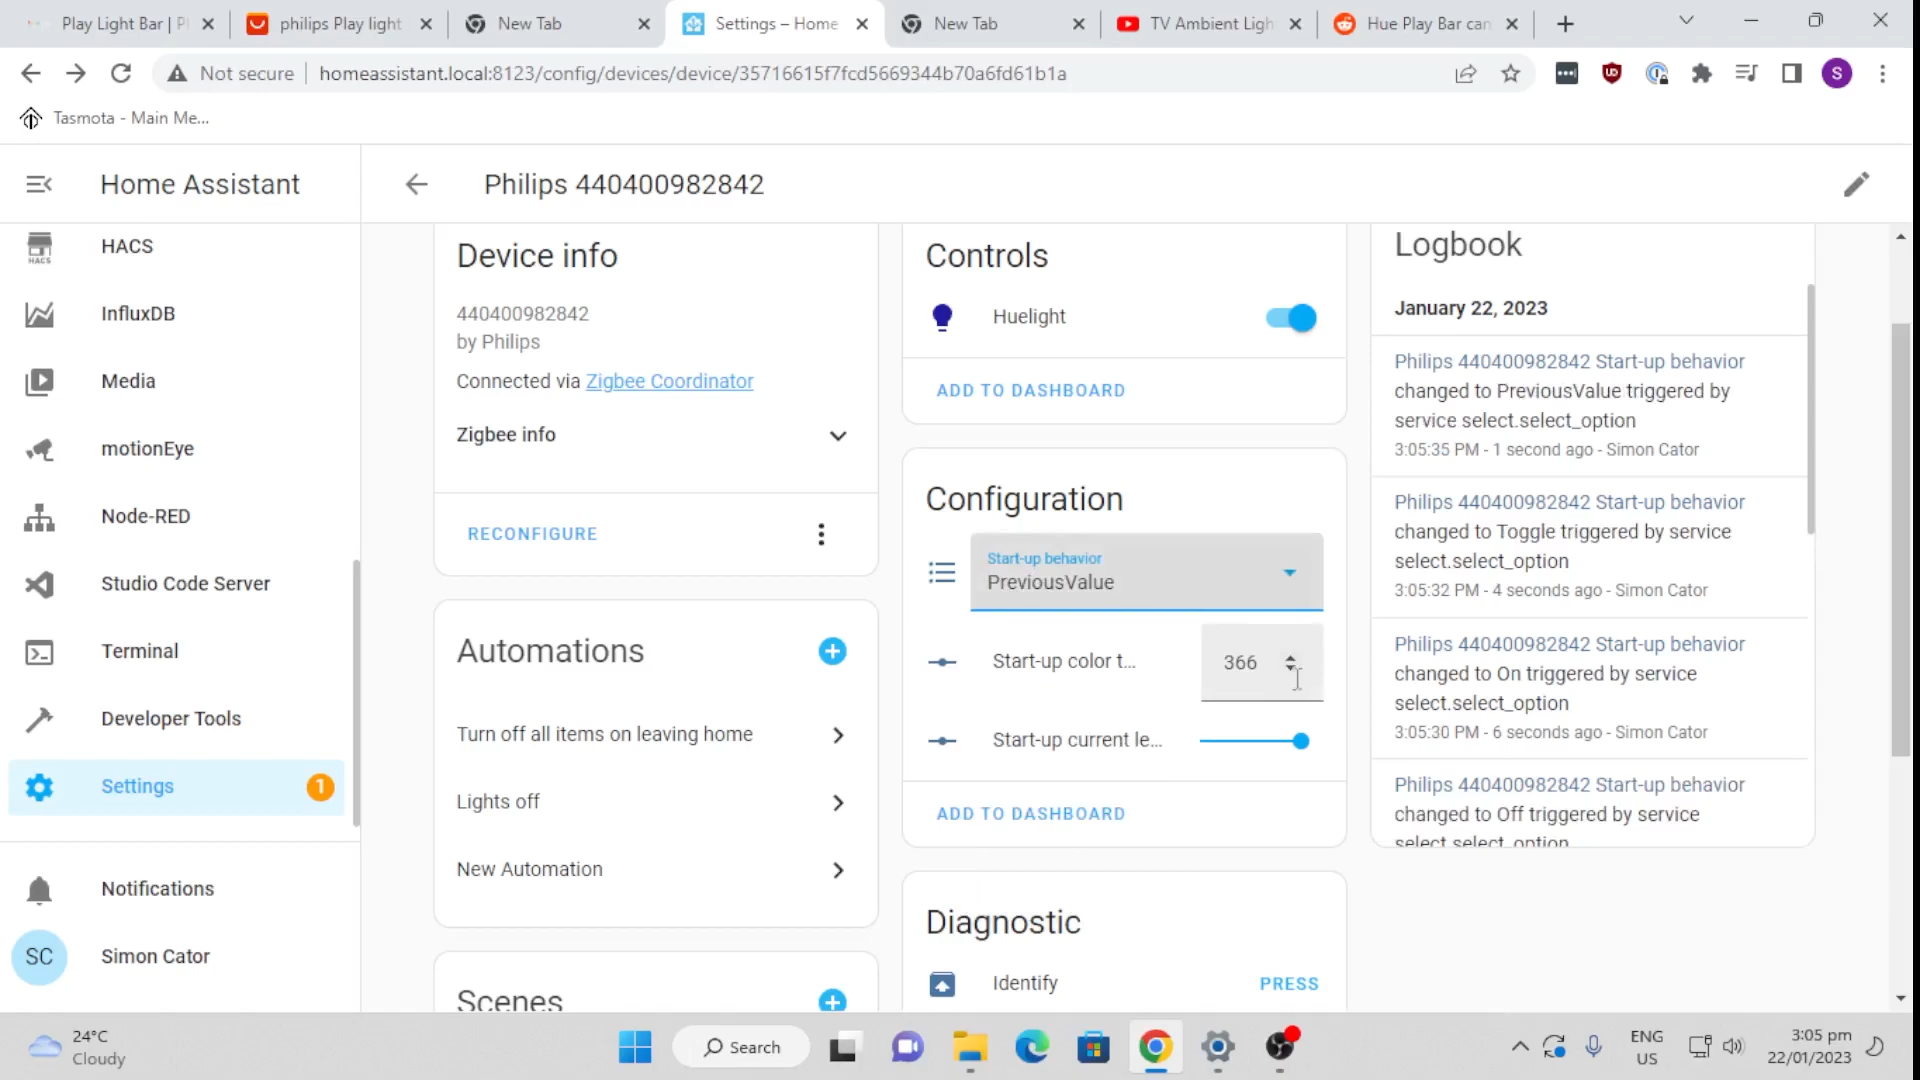 Play Light Bar | P
philips Play light
New Tab
Settings – Home
New Tab
TV Ambient Ligh
Hue Play Bar can
Not secure
homeassistant.local:8123/config/devices/device/35716615f7fcd5669344b70a6fd61b1a
S
Tasmota - Main Me...
Home Assistant
Philips 440400982842
HACS
HACS
InfluxDB
Media
motionEye
Node-RED
Studio Code Server
Terminal
Developer Tools
Settings
1
Notifications
SC
Simon Cator
Device info
440400982842
by Philips
Connected via Zigbee Coordinator
Zigbee info
RECONFIGURE
Automations
Turn off all items on leaving home
Lights off
New Automation
Scenes
Controls
Huelight
ADD TO DASHBOARD
Configuration
Start-up behavior
PreviousValue
Start-up color t...
366
Start-up current le...
ADD TO DASHBOARD
Diagnostic
Identify
PRESS
Logbook
January 22, 2023
Philips 440400982842 Start-up behavior
changed to PreviousValue triggered by
service select.select_option
3:05:35 PM - 1 second ago - Simon Cator
Philips 440400982842 Start-up behavior
changed to Toggle triggered by service
select.select_option
3:05:32 PM - 4 seconds ago - Simon Cator
Philips 440400982842 Start-up behavior
changed to On triggered by service
select.select_option
3:05:30 PM - 6 seconds ago - Simon Cator
Philips 440400982842 Start-up behavior
changed to Off triggered by service
select.select_option
24°C
Cloudy
Search
ENG
US
3:05 pm
22/01/2023